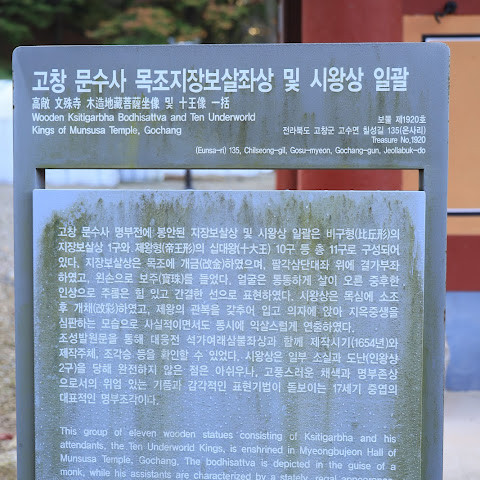 고창 문수사 목조지장보살좌상 및 시왕상 일괄
高敞 文殊寺 木造地藏菩薩坐像 및 十王像 一括
Wooden Ksitigarbha Bodhisattva and Ten Underworld
Kings of Munsusa Temple, Gochang
보물 제1920호
전라북도 고창군 고수면 칠성길 135(은사리)
Treasure No,1920
(Eunsa-ri) 135, Chilseong-gil, Gosu-myeon, Gochang-gun, Jeollabuk-do
고창 문수사 명부전에 봉안된 지장보살상 및 시왕상 일괄은 비구형(比丘形)의
지장보살상 1구와 제왕형(帝王形)의 십대왕(十大王) 10구 등 총 11구로 구성되어
있다. 지장보살상은 목조에 개금(改金)하였으며, 팔각삼단대좌 위에 결가부좌
하였고, 왼손으로 보주(寶珠)를 들었다. 얼굴은 통통하게 살이 오른 중후한
인상으로 주름은 힘 있고 간결한 선으로 표현하였다. 시왕상은 목심에 소조
후 개채(改彩)하였고, 제왕의 관복을 갖추어 입고 의자에 앉아 지옥중생을
심판하는 모습으로 사실적이면서도 동시에 익살스럽게 연출하였다.
조성발원문을 통해 대웅전 석가여래삼불좌상과 함께 제작시기(1654년)와
제작주체, 조각승 등을 확인할 수 있었다. 시왕상은 일부 소실과 도난(인왕상
2구)을 당해 완전하지 않은 점은 아쉬우나, 고풍스러운 채색과 명부존상
으로서의 위엄 있는 기품과 감각적인 표현기법이 돋보이는 17세기 중엽의
대표적인 명부조각이다.
This group of eleven wooden statues consisting of Ksitigarbha and his
attendants, the Ten Underworld Kings, is enshrined in Myeongbujeon Hall of
Munsusa Temple, Gochang. The bodhisattva is depicted in the guise of a
monk, while his assistants are characterized by a stately, regal appearance